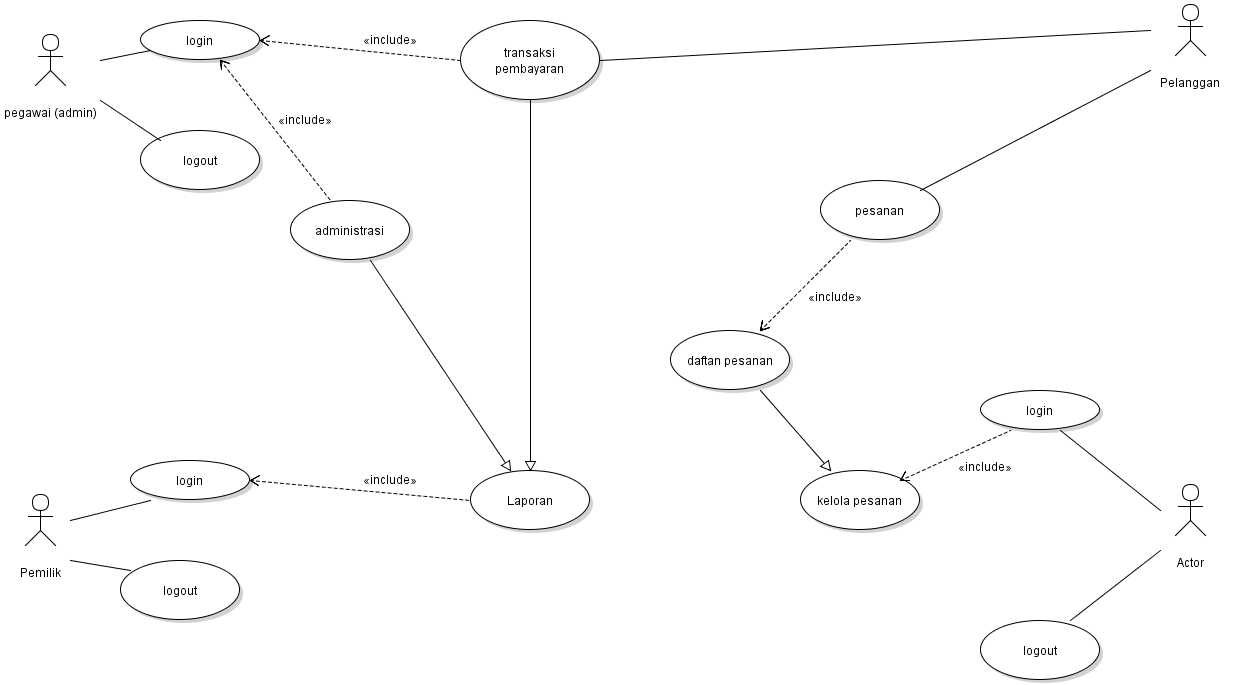 login
«include»
transaksi
pembayaran
Pelanggan
pegawai (admin)
«include»
logout
pesanan
administrasi
«include»
daftan pesanan
login
«include»
login
«include»
Laporan
kelola pesanan
Pemilik
Actor
logout
logout